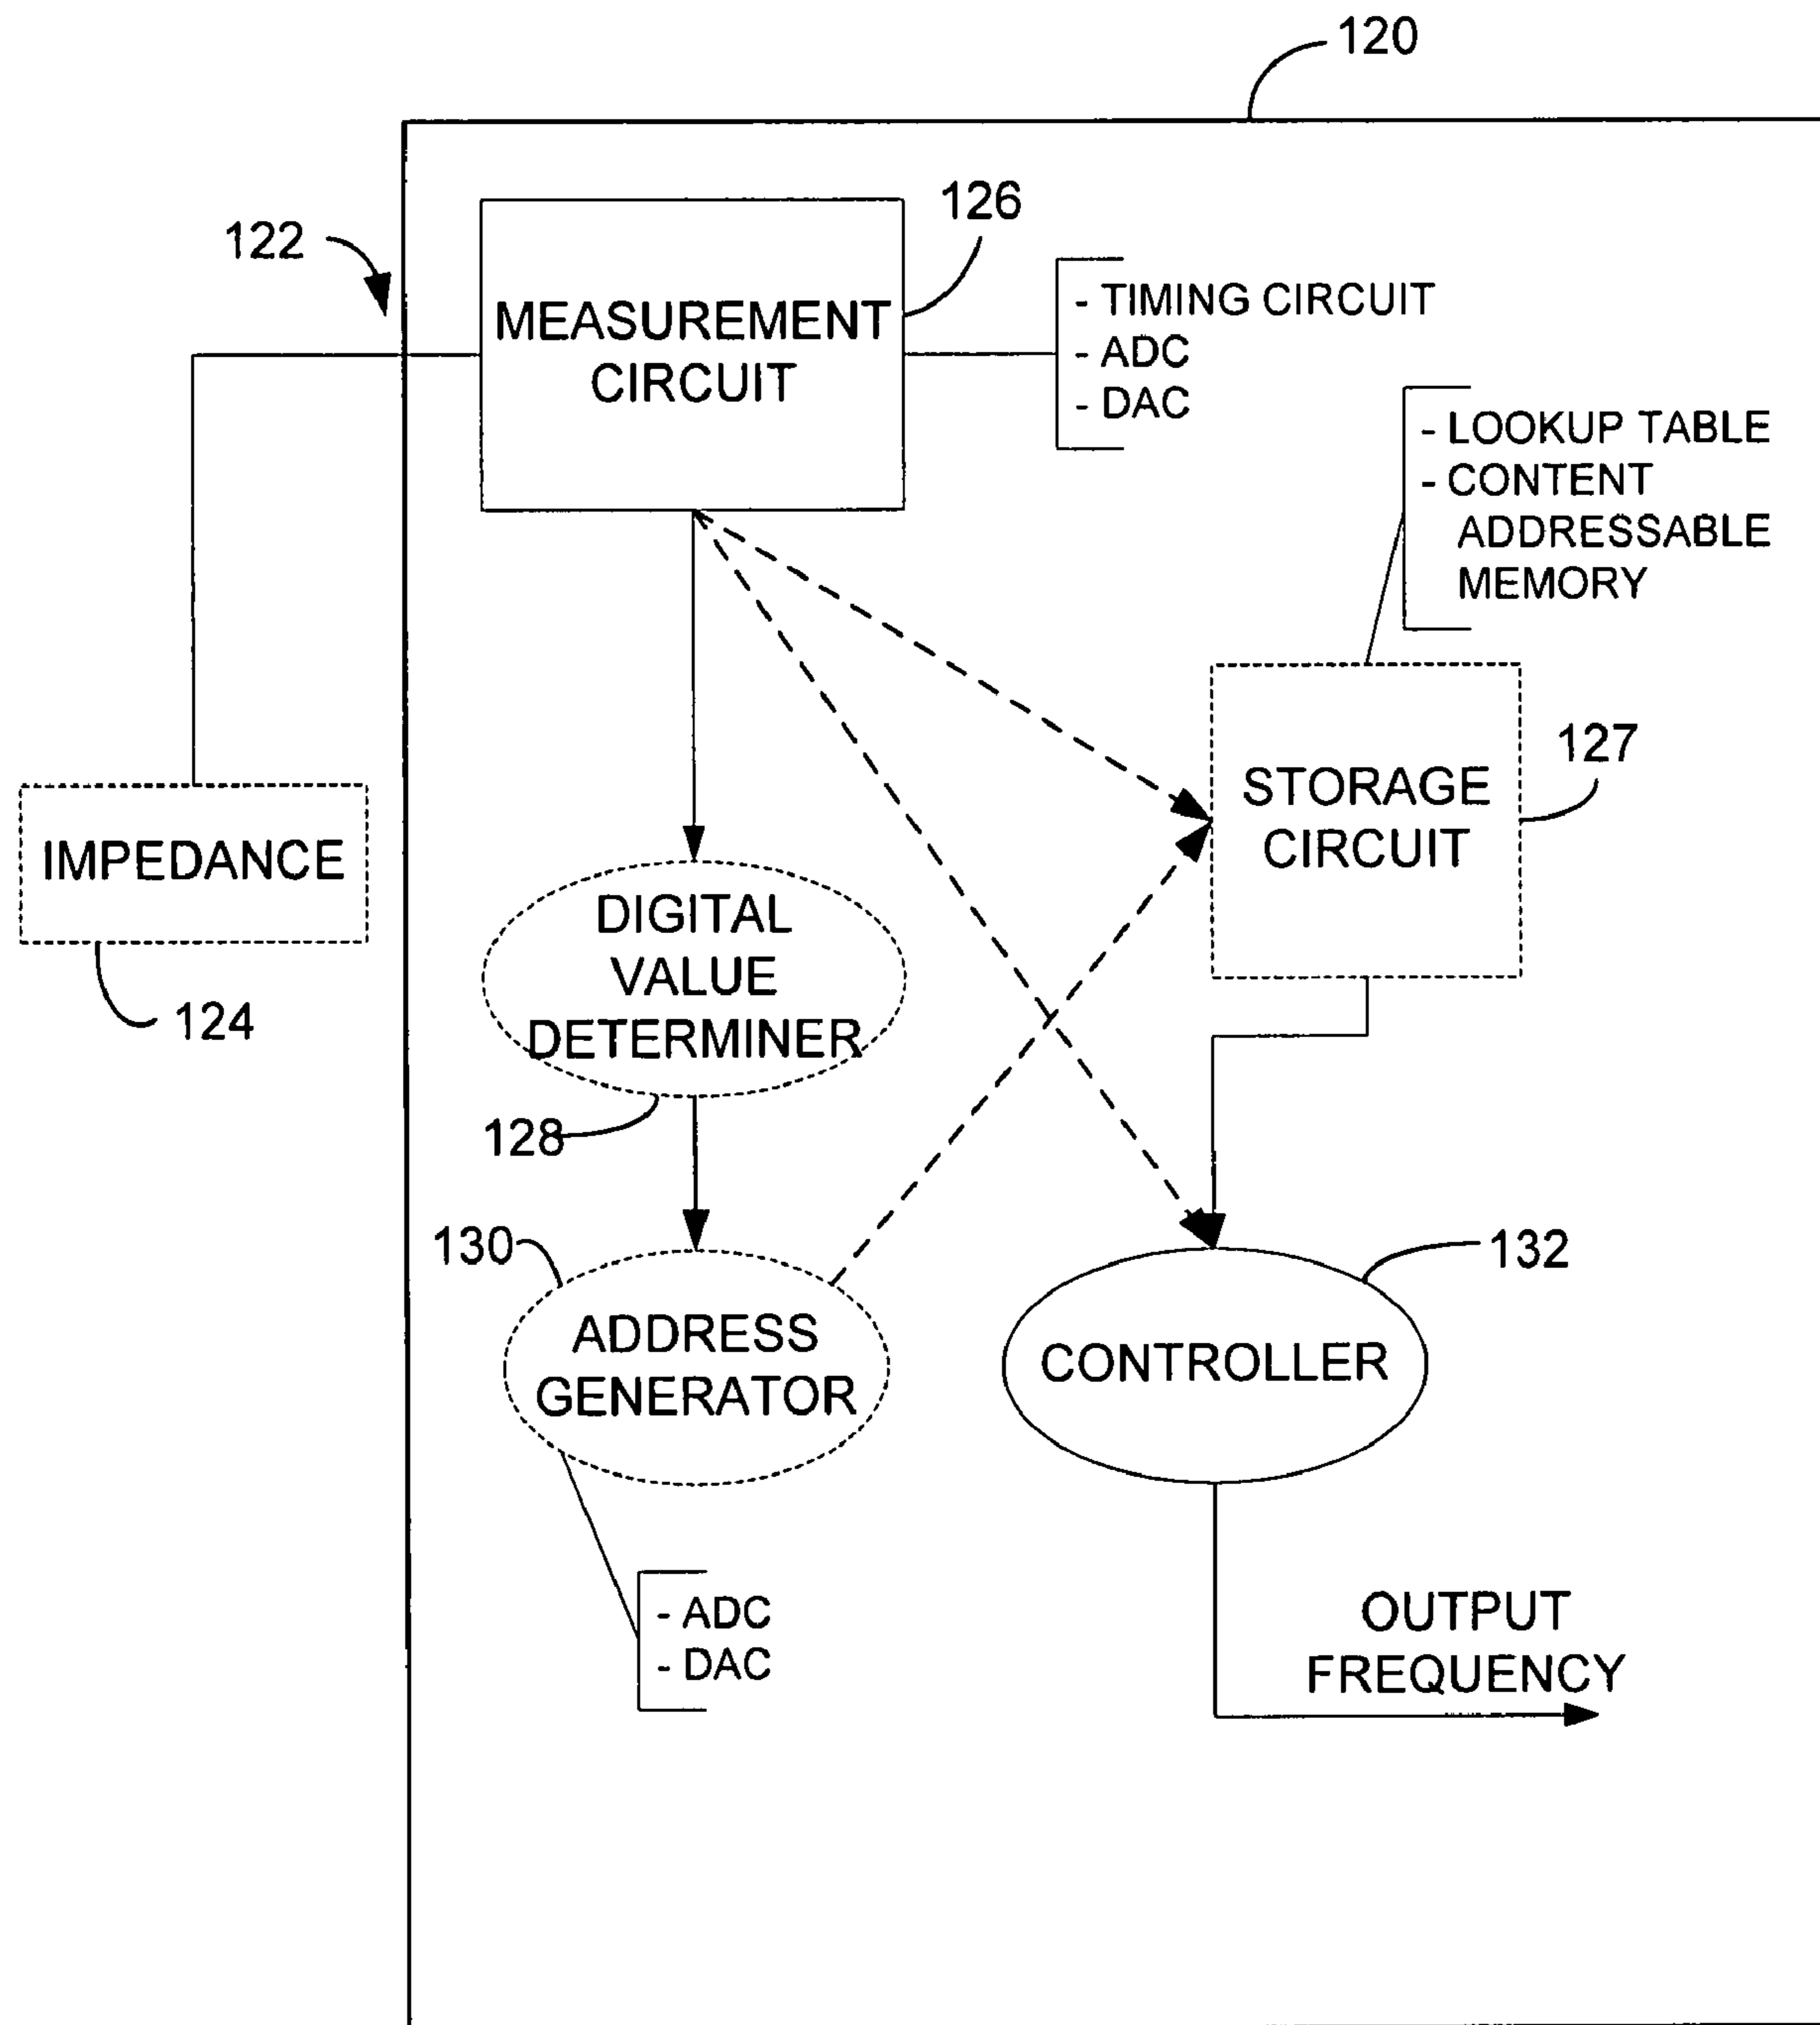 120
122
126
MEASUREMENT
CIRCUIT
- TIMING CIRCUIT
- ADC
- DAC
- LOOKUP TABLE
- CONTENT
ADDRESSABLE
MEMORY
127
STORAGE
CIRCUIT
IMPEDANCE
124
DIGITAL
VALUE
DETERMINER
128
130
ADDRESS
GENERATOR
132
CONTROLLER
- ADC
- DAC
OUTPUT
FREQUENCY